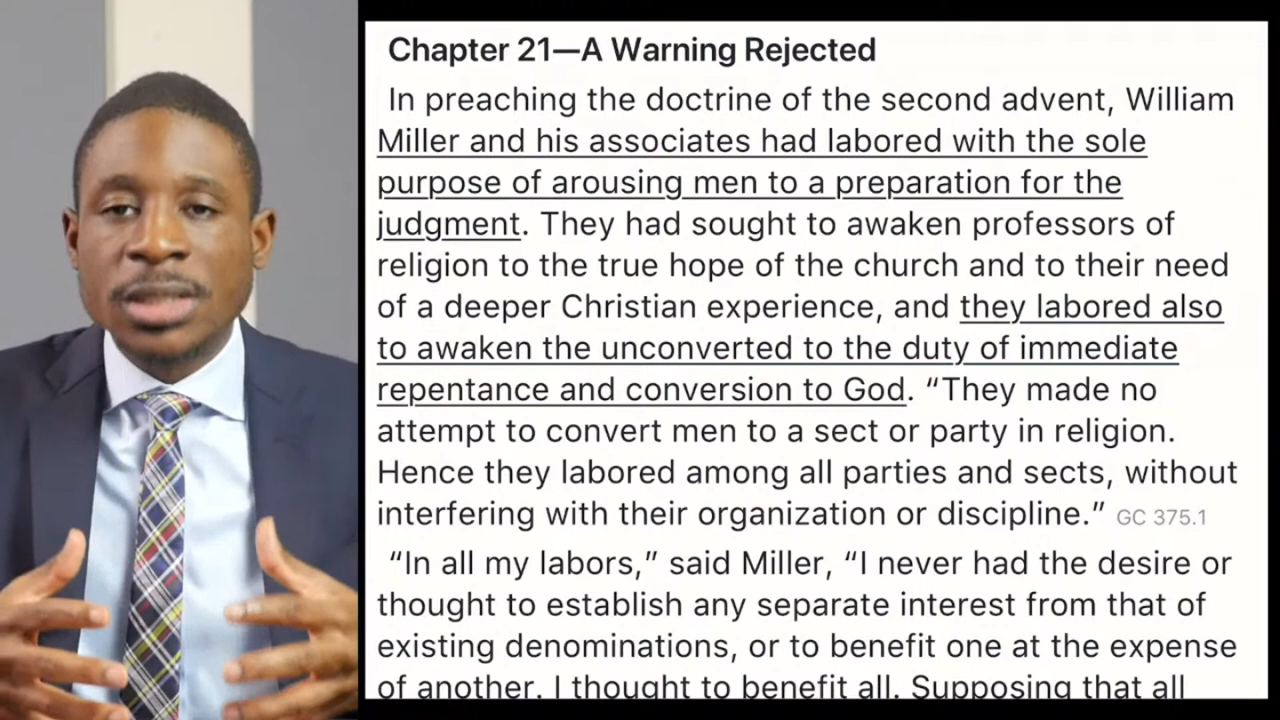 Chapter 21—A Warning Rejected
In preaching the doctrine of the second advent, William
Miller and his associates had labored with the sole
purpose of arousing men to a preparation for the
judgment. They had sought to awaken professors of
religion to the true hope of the church and to their need
of a deeper Christian experience, and they labored also
to awaken the unconverted to the duty of immediate
repentance and conversion to God. “They made no
attempt to convert men to a sect or party in religion.
Hence they labored among all parties and sects, without
interfering with their organization or discipline.” GC 375.1
“In all my labors,” said Miller, “I never had the desire or
thought to establish any separate interest from that of
existing denominations, or to benefit one at the expense
of another. I thought to benefit all. Supposing that all